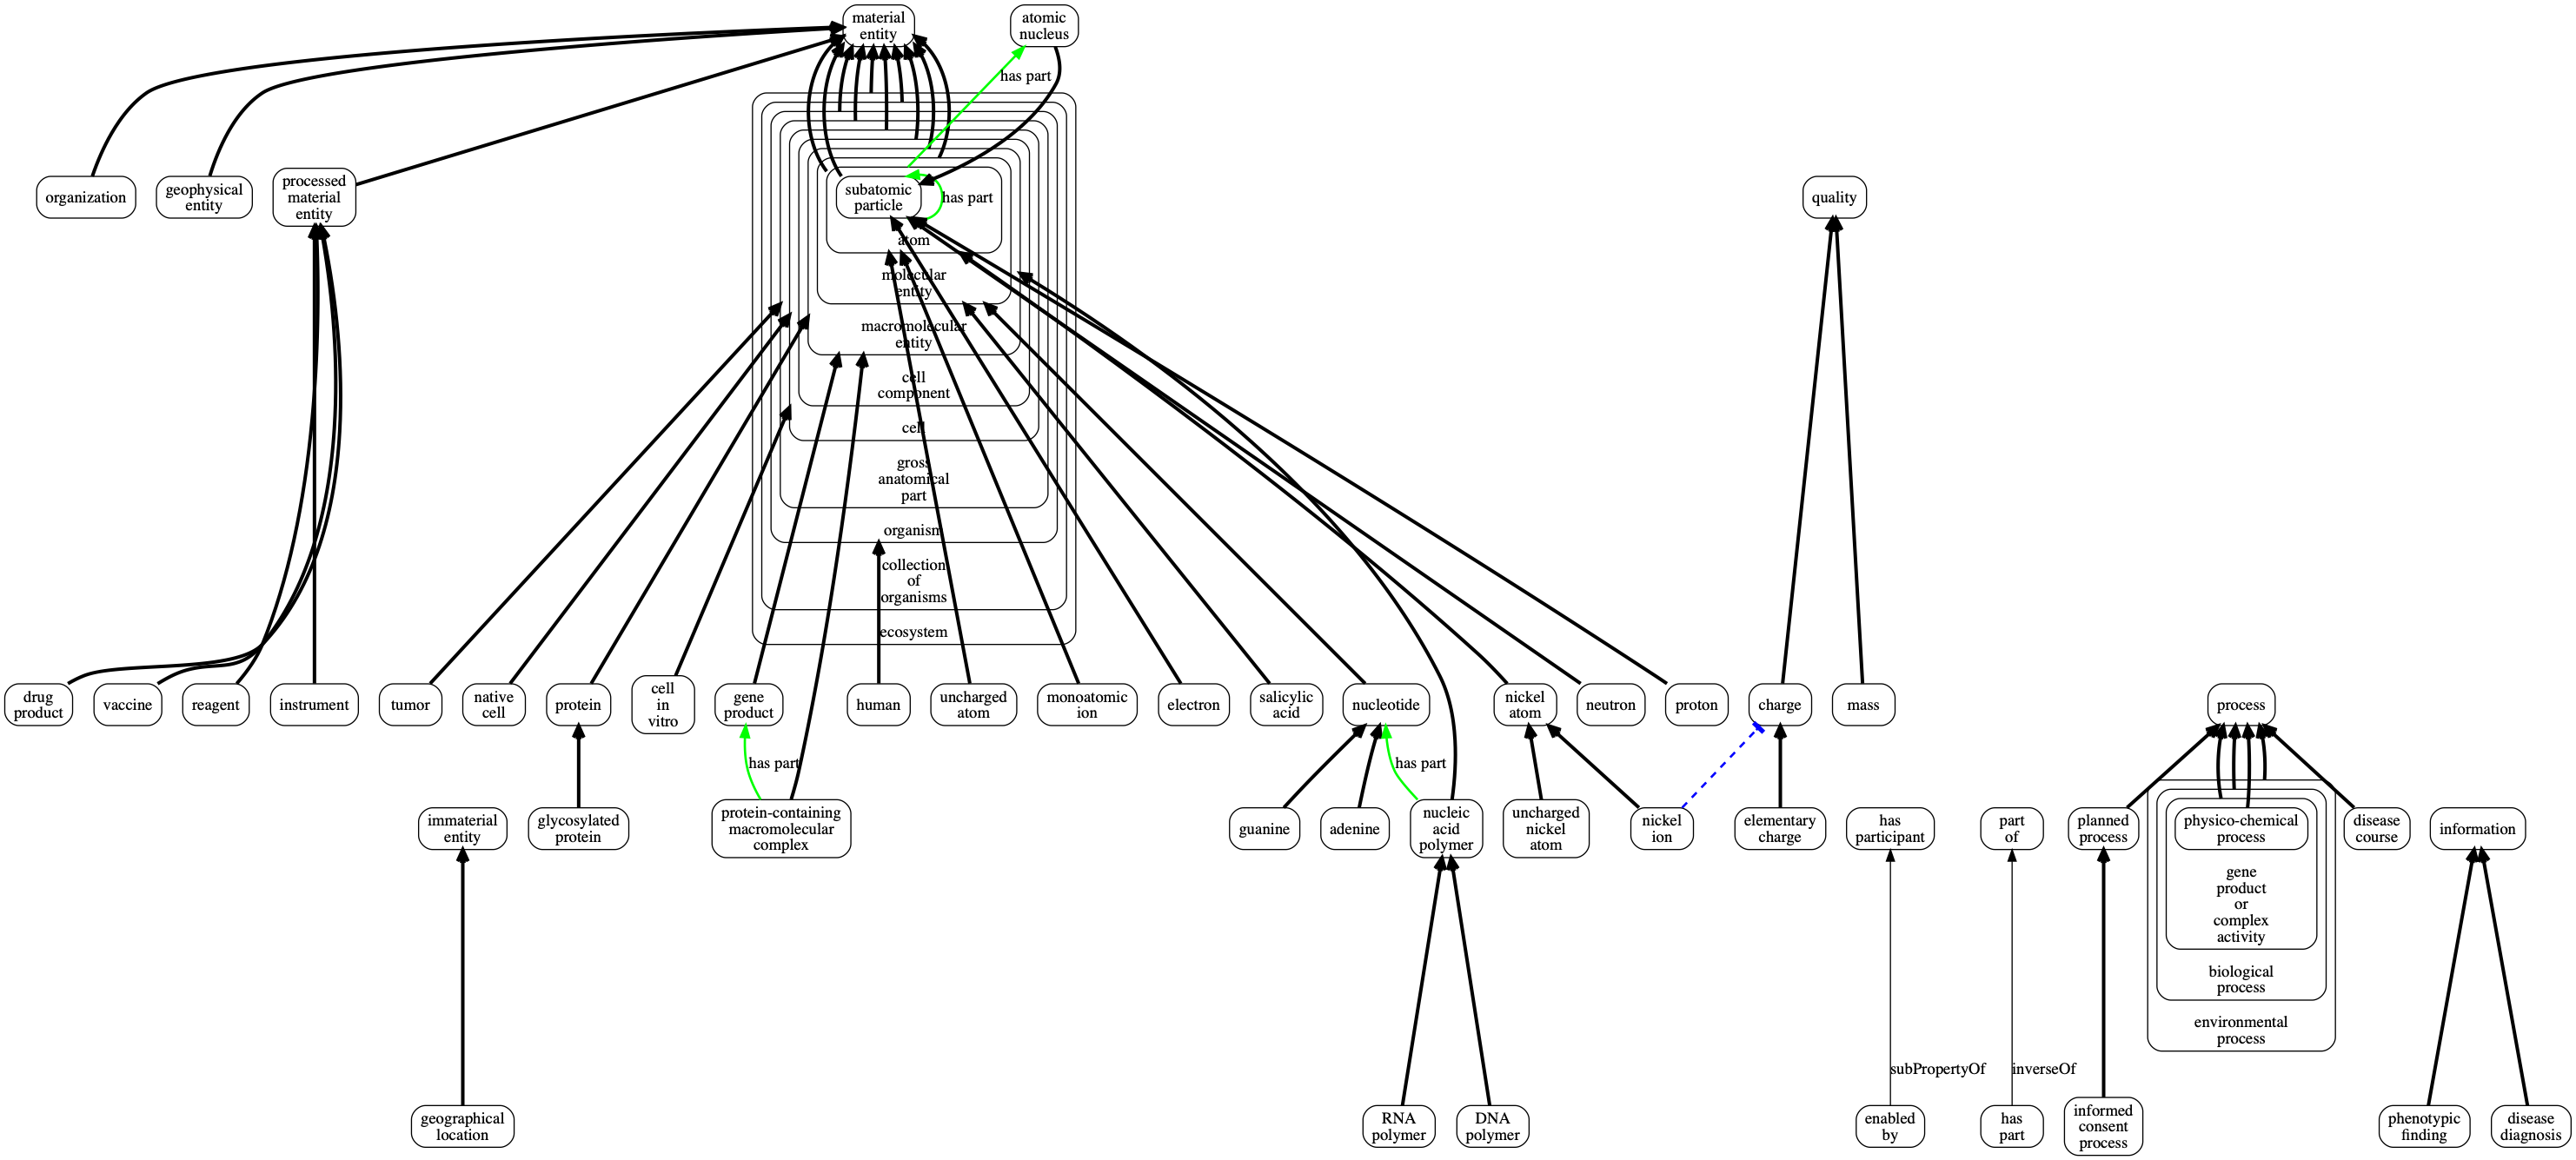 material
entity
atomic
nucleus
has part
organization
geophysical
entity
processed
material
entity
subatomic
particle
has part
quality
atom
molecular
entity
macromolecular
entity
cell
component
cell
gross
anatomical
part
organism
collection
of
organisms
ecosystem
drug
product
vaccine
reagent
instrument
tumor
native
cell
protein
cell
in
vitro
gene
product
human
uncharged
atom
monoatomic
ion
electron
salicylic
acid
nucleotide
nickel
atom
neutron
proton
charge
mass
process
has part
has part
immaterial
entity
glycosylated
protein
protein-containing
macromolecular
complex
guanine
adenine
nucleic
acid
polymer
uncharged
nickel
atom
nickel
ion
elementary
charge
has
participant
part
of
planned
process
physico-chemical
process
disease
course
information
gene
product
or
complex
activity
biological
process
environmental
process
subPropertyOf
inverseOf
geographical
location
RNA
polymer
DNA
polymer
enabled
by
has
part
informed
consent
process
phenotypic
finding
disease
diagnosis